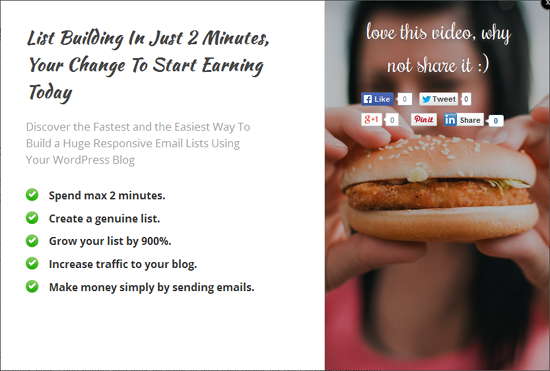 List Building In Just 2 Minutes,
Your Change To Start Earning
Today
Discover the Fastest and the Easiest Way To
Build a Huge Responsive Email Lists Using
Your WordPress Blog
Spend max 2 minutes.
Create a genuine list.
Grow your list by 900%.
Increase traffic to your blog.
Make money simply by sending emails.
love this video, why
not share it :)
Like 0 Tweet 0
g+1 0 Pinit in Share 0
x